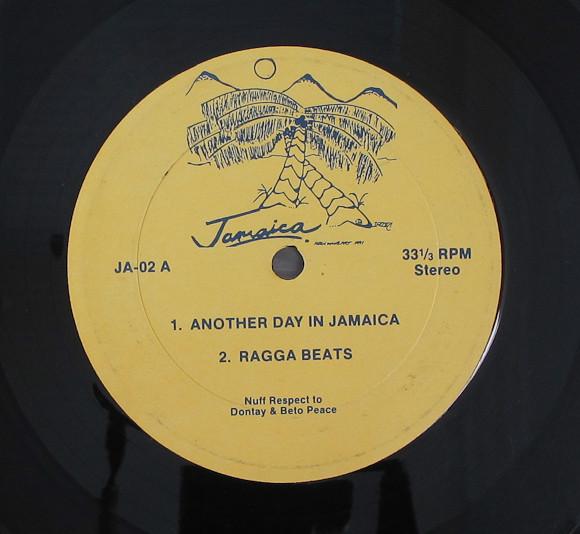 Jamaica
JA-02 A
33⅓ RPM
Stereo
1. ANOTHER DAY IN JAMAICA
2. RAGGA BEATS
Nuff Respect to
Dontay & Beto Peace